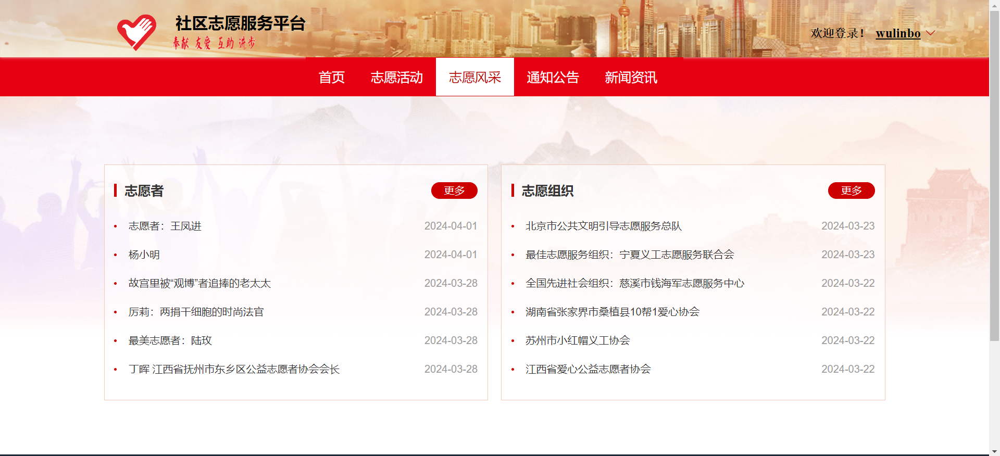 社区志愿服务平台
奉献 友爱 互助 进步
欢迎登录！ wulinbo
首页 志愿活动 志愿风采 通知公告 新闻资讯
志愿者 更多
志愿者：王凤进 2024-04-01
杨小明 2024-04-01
故宫里被“观博”者追捧的老太太 2024-03-28
厉莉：两捐干细胞的时尚法官 2024-03-28
最美志愿者：陆玫 2024-03-28
丁晖 江西省抚州市东乡区公益志愿者协会会长 2024-03-28
志愿组织 更多
北京市公共文明引导志愿服务总队 2024-03-23
最佳志愿服务组织：宁夏义工志愿服务联合会 2024-03-23
全国先进社会组织：慈溪市钱海军志愿服务中心 2024-03-22
湖南省张家界市桑植县10帮1爱心协会 2024-03-22
苏州市小红帽义工协会 2024-03-22
江西省爱心公益志愿者协会 2024-03-22